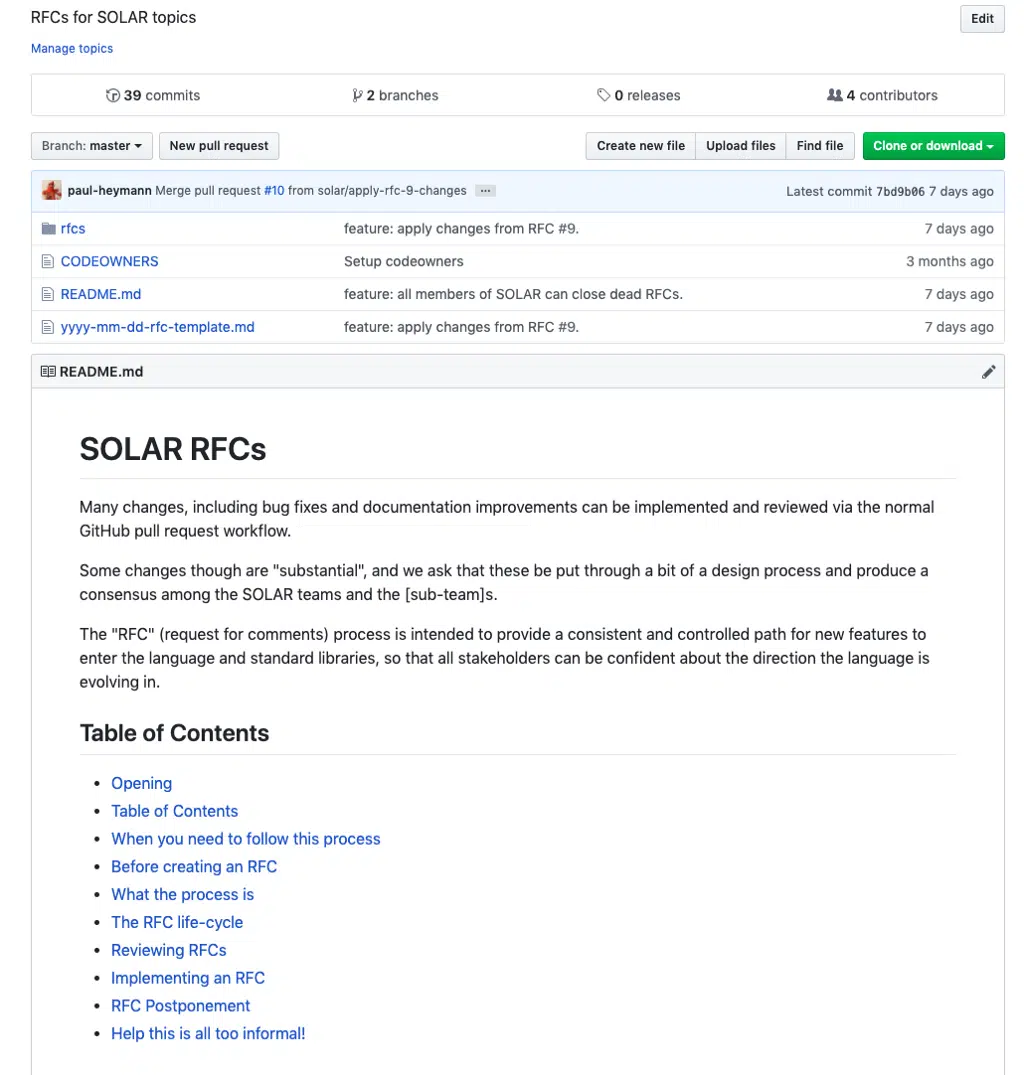 RFCs for SOLAR topics
Edit
Manage topics
39 commits
2 branches
0 releases
4 contributors
Branch: master
New pull request
Create new file
Upload files
Find file
Clone or download
paul-heymann Merge pull request #10 from solar/apply-rfc-9-changes ...
Latest commit 7bd9b06 7 days ago
rfcs feature: apply changes from RFC #9. 7 days ago
CODEOWNERS Setup codeowners 3 months ago
README.md feature: all members of SOLAR can close dead RFCs. 7 days ago
yyyy-mm-dd-rfc-template.md feature: apply changes from RFC #9. 7 days ago
README.md
SOLAR RFCs
Many changes, including bug fixes and documentation improvements can be implemented and reviewed via the normal
GitHub pull request workflow.
Some changes though are "substantial", and we ask that these be put through a bit of a design process and produce a
consensus among the SOLAR teams and the [sub-team]s.
The "RFC" (request for comments) process is intended to provide a consistent and controlled path for new features to
enter the language and standard libraries, so that all stakeholders can be confident about the direction the language is
evolving in.
Table of Contents
• Opening
• Table of Contents
• When you need to follow this process
• Before creating an RFC
• What the process is
• The RFC life-cycle
• Reviewing RFCs
• Implementing an RFC
• RFC Postponement
• Help this is all too informal!